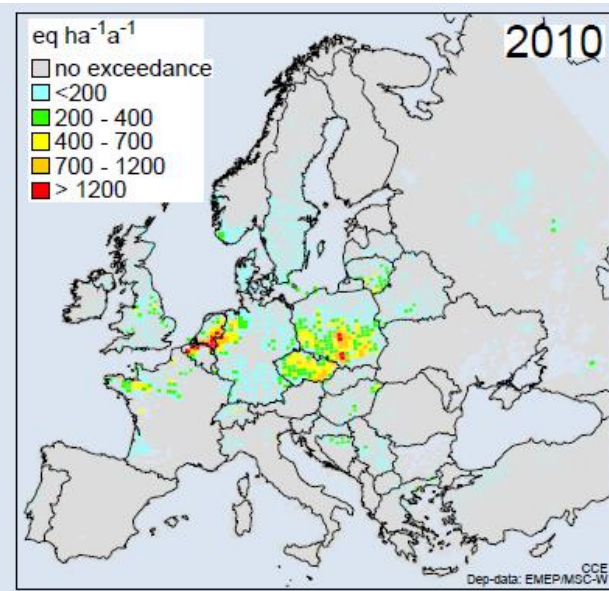 eq ha⁻¹a⁻¹
2010
no exceedance
<200
200 - 400
400 - 700
700 - 1200
> 1200
CCE
Dep-data: EMEP/MSC-W